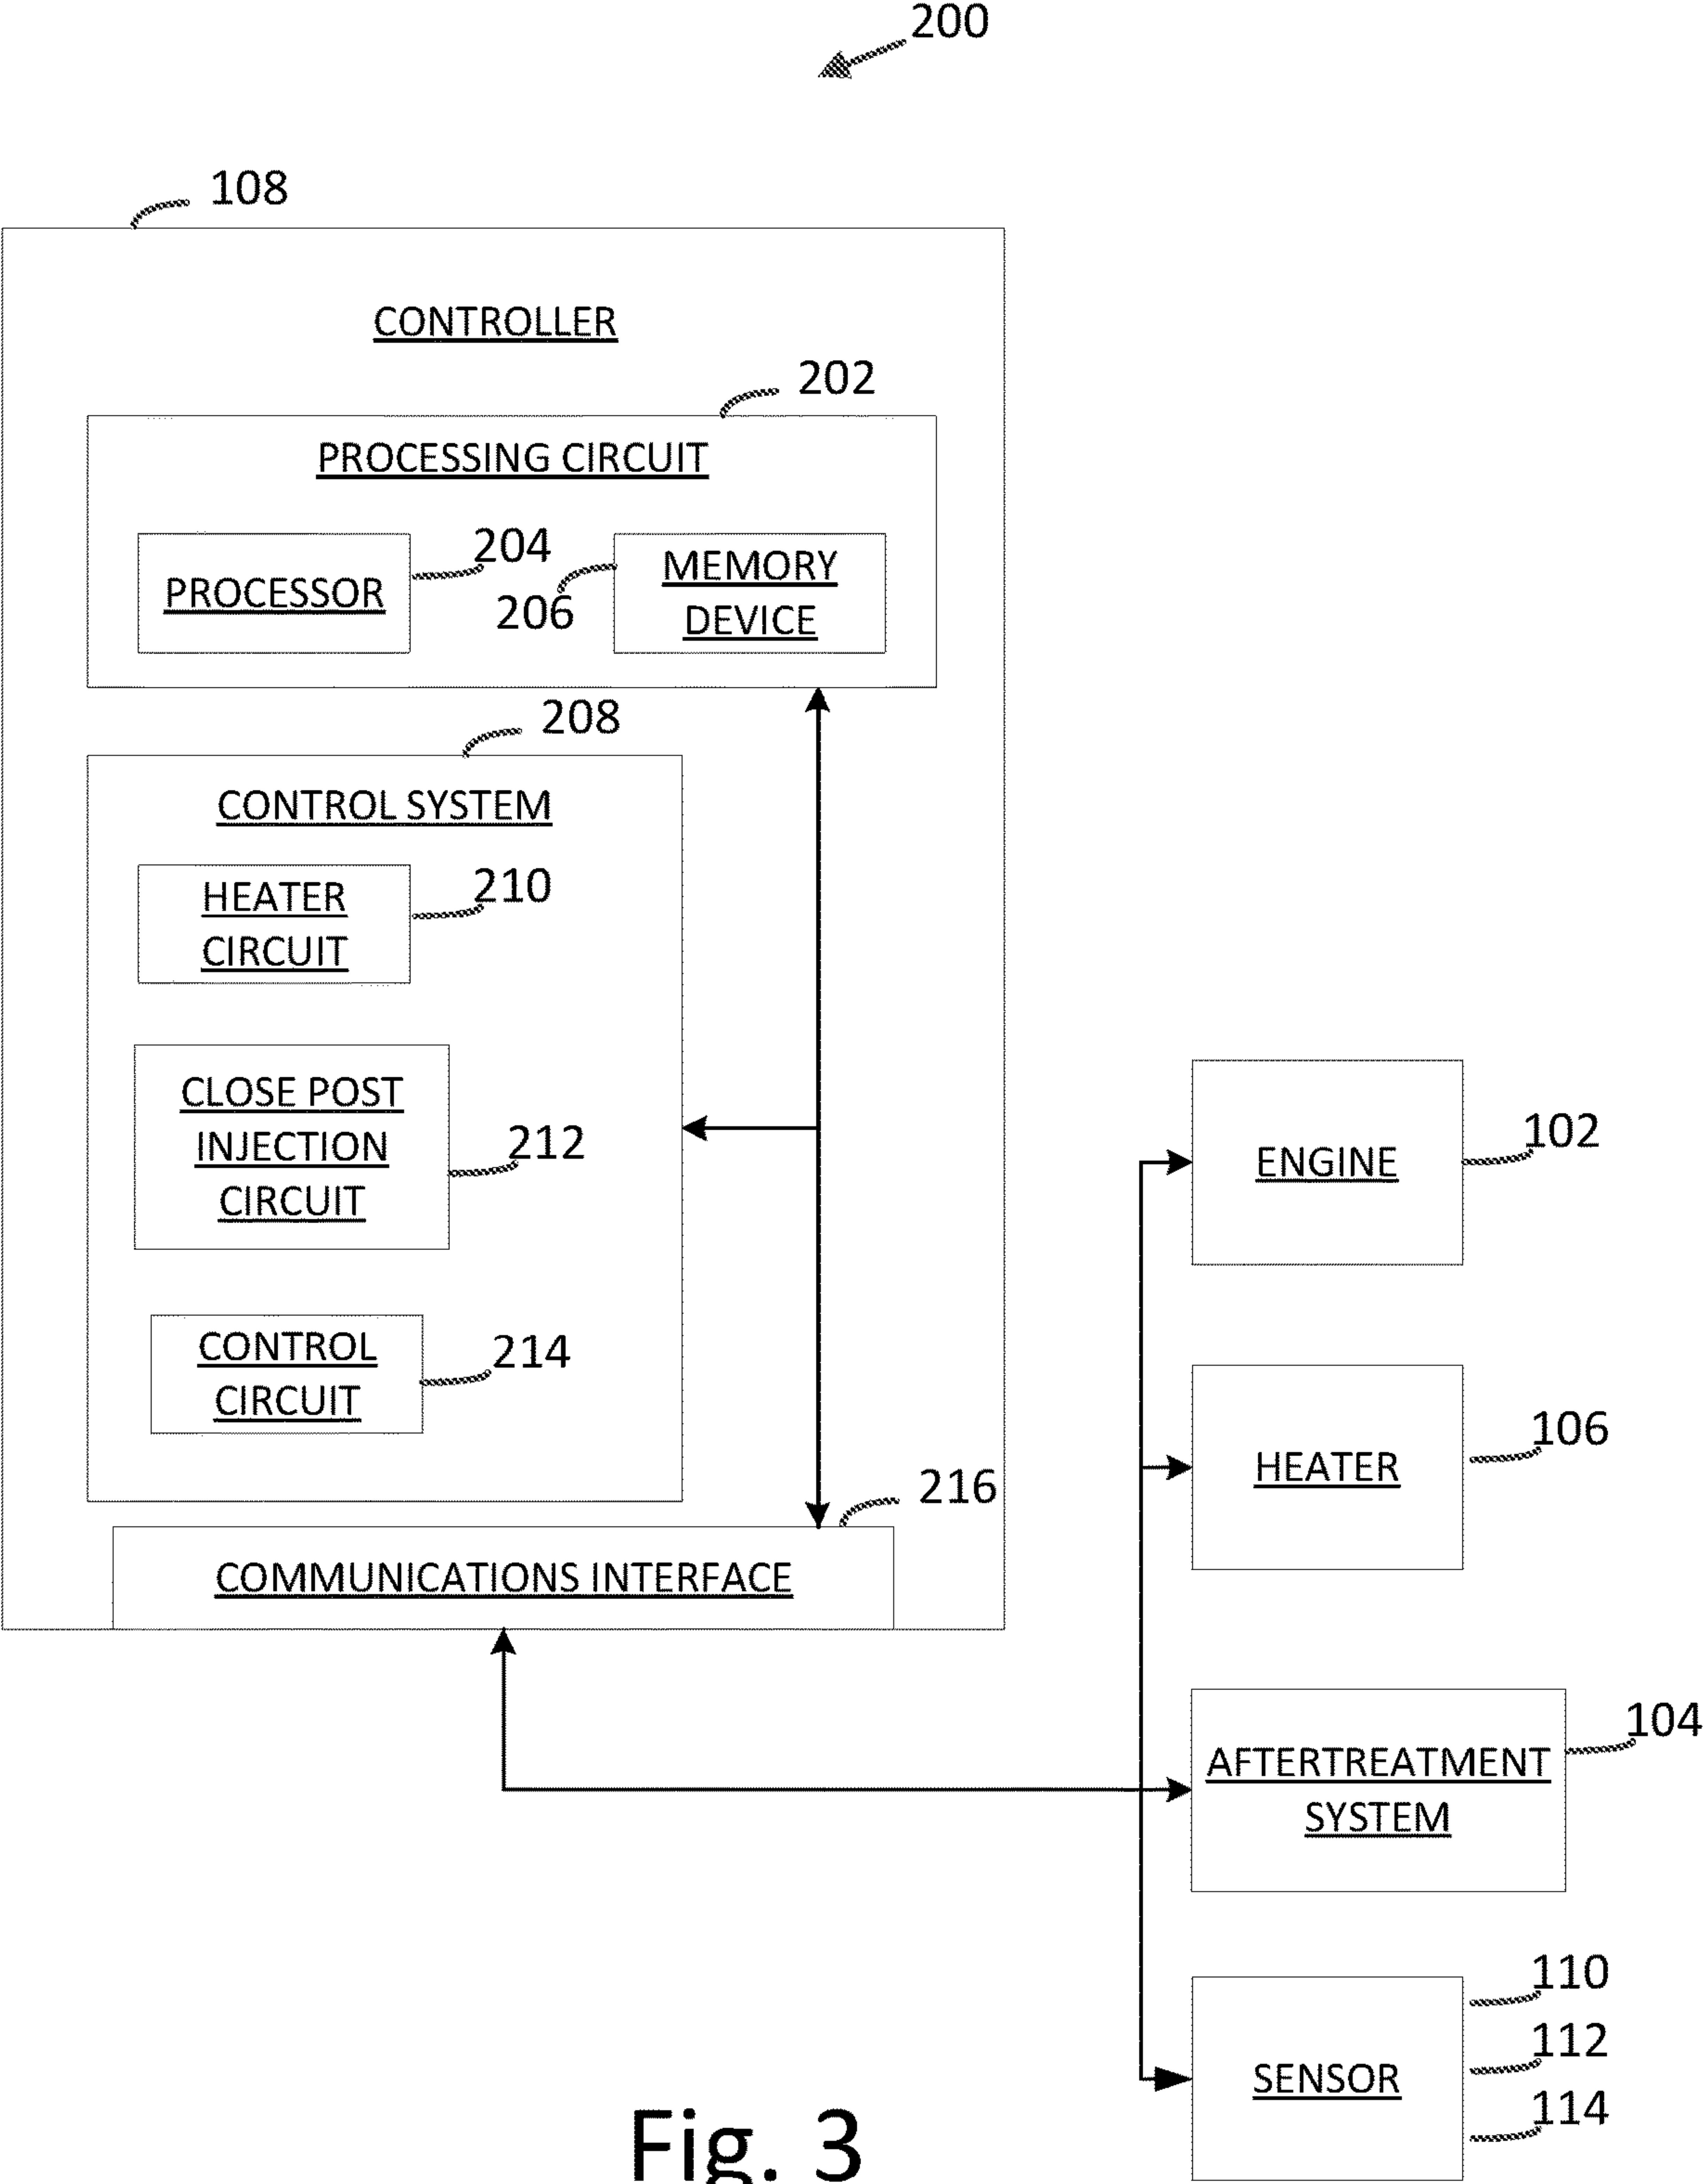 200
108
CONTROLLER
202
PROCESSING CIRCUIT
PROCESSOR
204
206
MEMORY
DEVICE
208
CONTROL SYSTEM
HEATER
CIRCUIT
210
CLOSE POST
INJECTION
CIRCUIT
212
CONTROL
CIRCUIT
214
216
COMMUNICATIONS INTERFACE
ENGINE
102
HEATER
106
AFTERTREATMENT
SYSTEM
104
SENSOR
110
112
114
Fig. 3